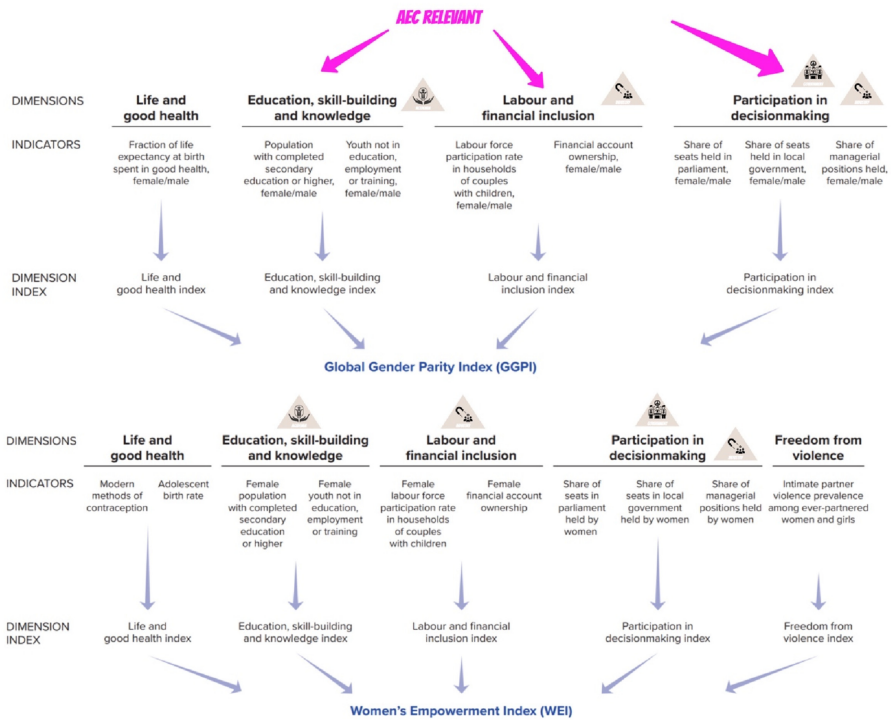 AEC RELEVANT
DIMENSIONS
Life and
good health
Education, skill-building
and knowledge
Labour and
financial inclusion
Participation in
decisionmaking
INDICATORS
Fraction of life
expectancy at birth
spent in good health,
female/male
Population
with completed
secondary
education or higher,
female/male
Youth not in
education,
employment
or training,
female/male
Labour force
participation rate
in households
of couples
with children,
female/male
Financial account
ownership,
female/male
Share of
seats held in
parliament,
female/male
Share of seats
held in local
government,
female/male
Share of
managerial
positions held,
female/male
DIMENSION
INDEX
Life and
good health index
Education, skill-building
and knowledge index
Labour and financial
inclusion index
Participation in
decisionmaking index
Global Gender Parity Index (GGPI)
DIMENSIONS
Life and
good health
Education, skill-building
and knowledge
Labour and
financial inclusion
Participation in
decisionmaking
Freedom from
violence
INDICATORS
Modern
methods of
contraception
Adolescent
birth rate
Female
population
with completed
secondary
education
or higher
Female
youth not in
education,
employment
or training
Female
labour force
participation rate
in households
of couples
with children
Female
financial account
ownership
Share of
seats in
parliament
held by
women
Share of
seats in local
government
held by women
Share of
managerial
positions held
by women
Intimate partner
violence prevalence
among ever-partnered
women and girls
DIMENSION
INDEX
Life and
good health index
Education, skill-building
and knowledge index
Labour and financial
inclusion index
Participation in
decisionmaking index
Freedom from
violence index
Women's Empowerment Index (WEI)